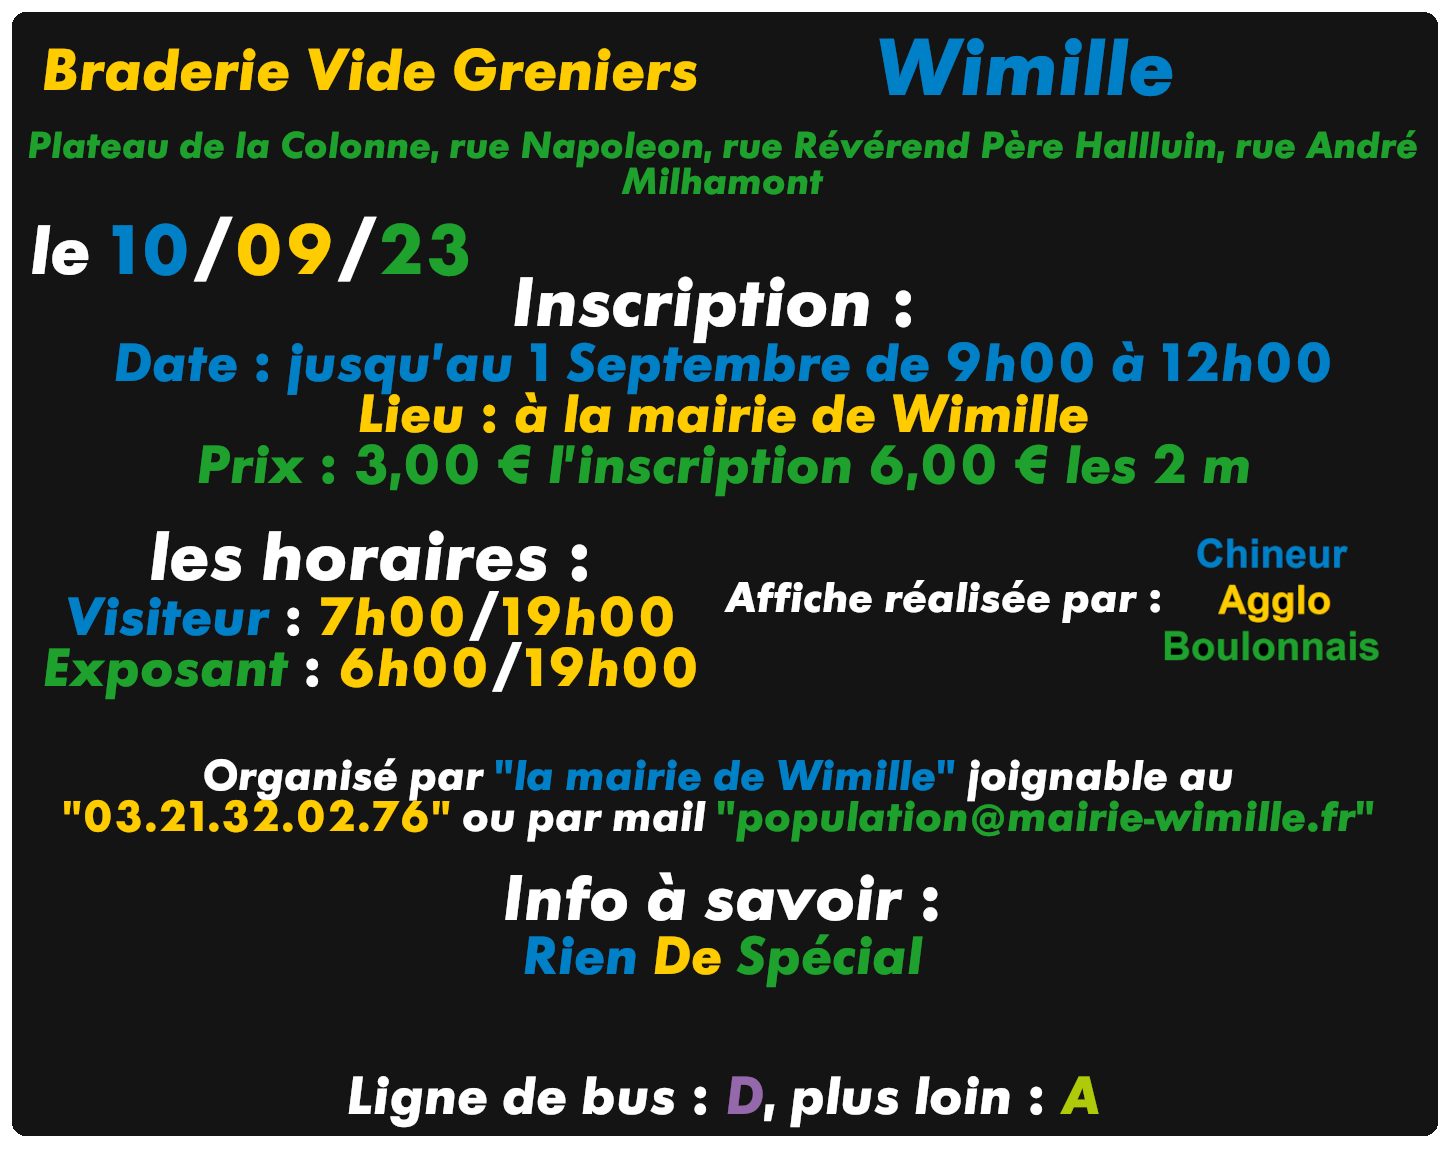 Braderie Vide Greniers
Wimille
Plateau de la Colonne, rue Napoleon, rue Révérend Père Hallluin, rue André
Milhamont
le 10/09/23
Inscription :
Date : jusqu'au 1 Septembre de 9h00 à 12h00
Lieu : à la mairie de Wimille
Prix : 3,00 € l'inscription 6,00 € les 2 m
les horaires :
Visiteur : 7h00/19h00
Exposant : 6h00/19h00
Affiche réalisée par :
Chineur
Agglo
Boulonnais
Organisé par "la mairie de Wimille" joignable au
"03.21.32.02.76" ou par mail "population@mairie-wimille.fr"
Info à savoir :
Rien De Spécial
Ligne de bus : D, plus loin : A